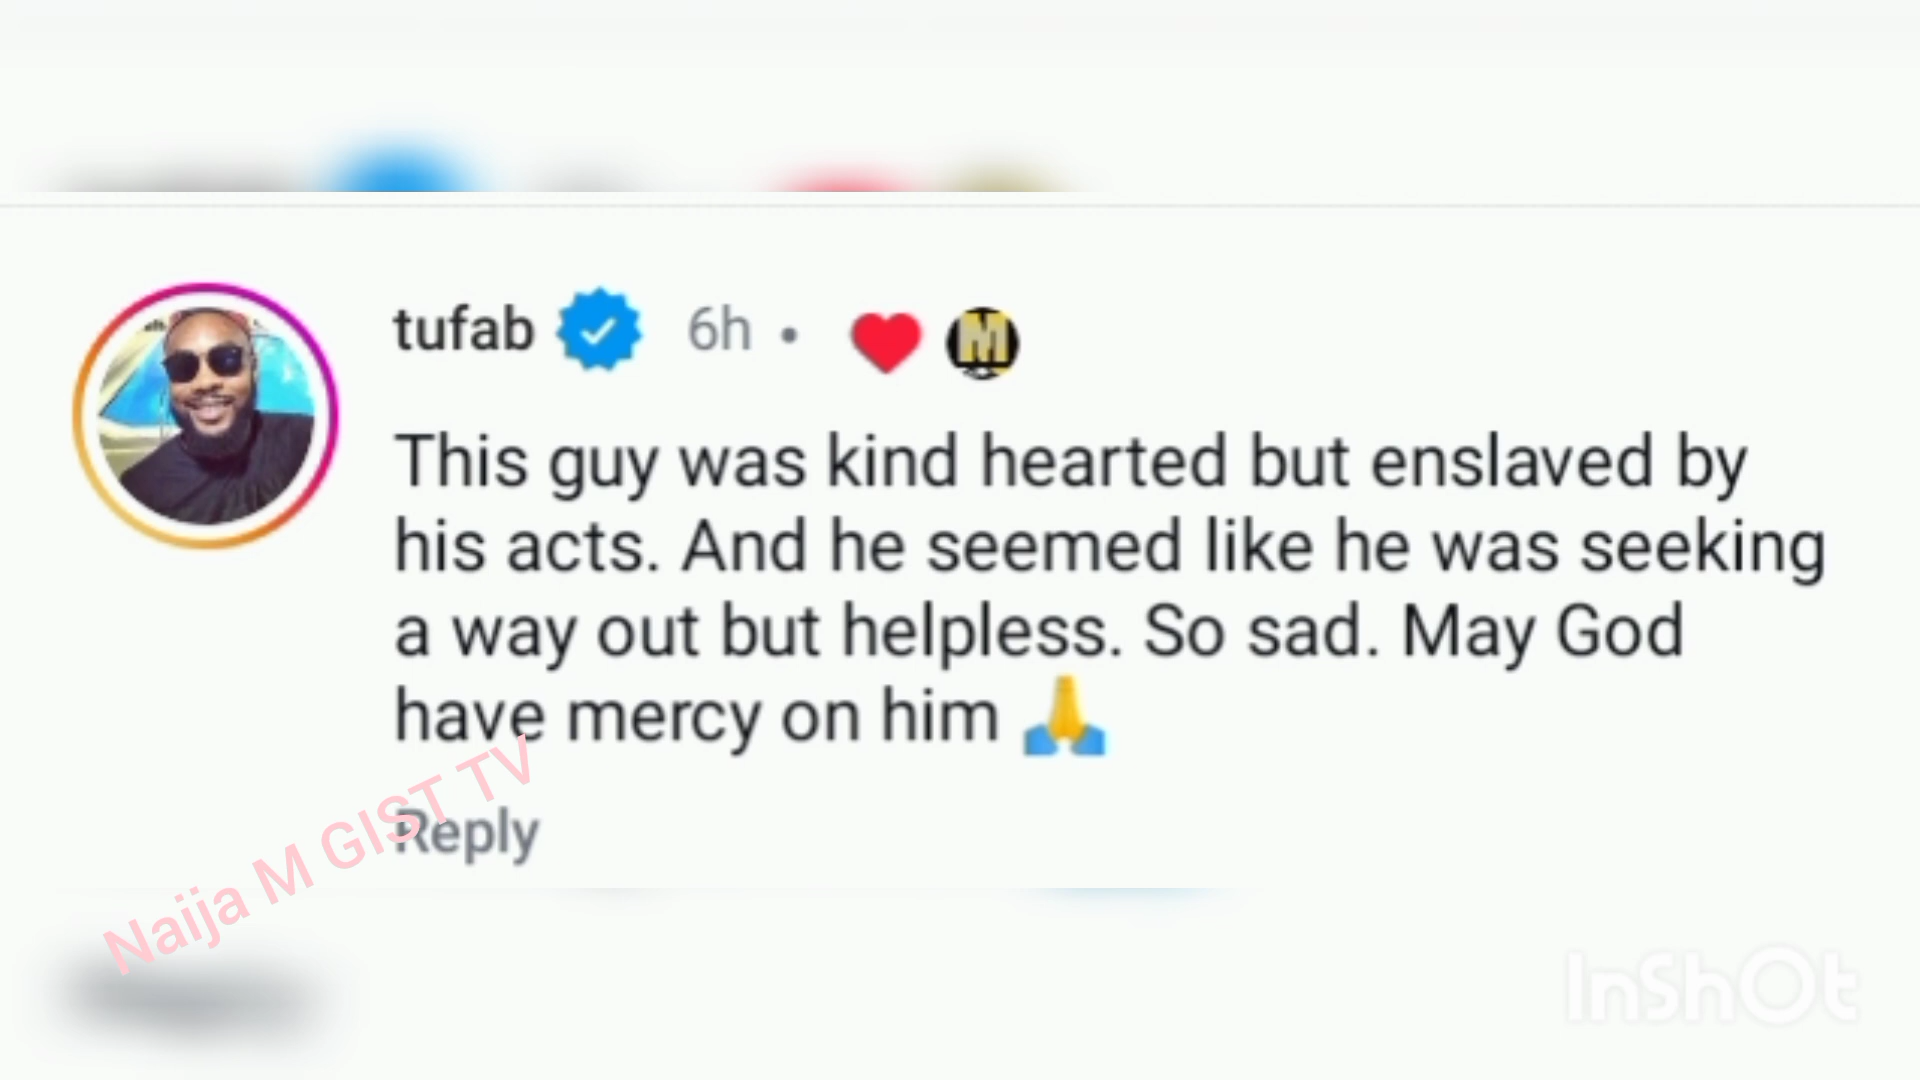 tufab 6h •
M
This guy was kind hearted but enslaved by
his acts. And he seemed like he was seeking
a way out but helpless. So sad. May God
have mercy on him 🙏
Reply
Naija M GIST TV
InShOt